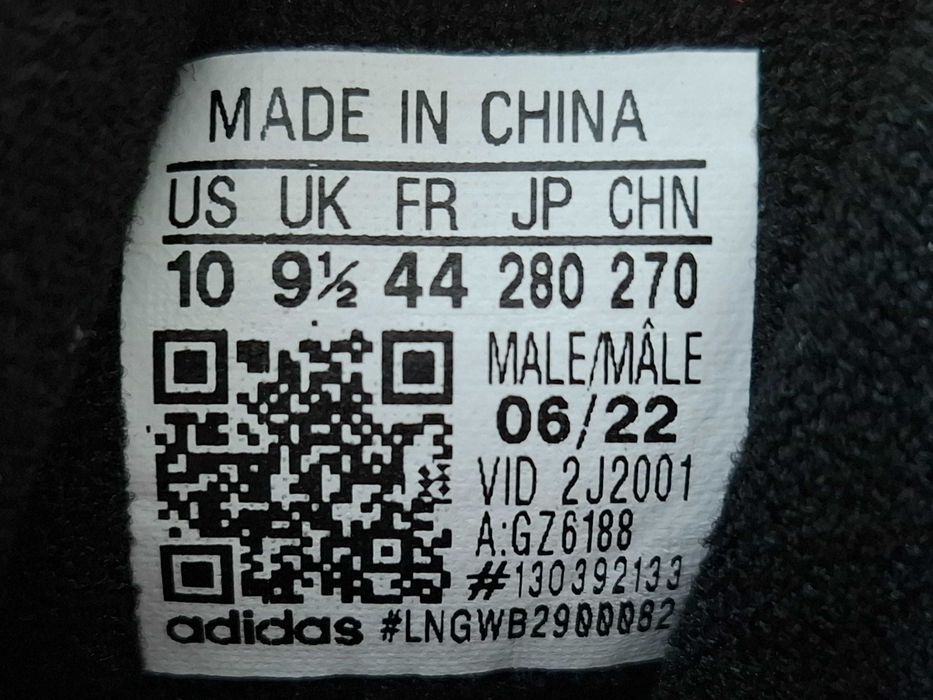 MADE IN CHINA
US UK FR JP CHN
10 9½ 44 280 270
MALE/MÂLE
06/22
VID 2J2001
A:GZ6188
#130392133
adidas #LNGWB2900082